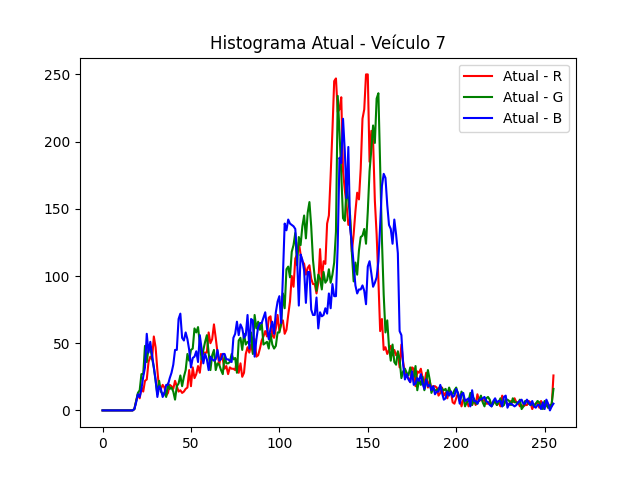 Histograma Atual - Veículo 7
Atual - R
Atual - G
Atual - B
250
200
150
100
50
0
0 50 100 150 200 250